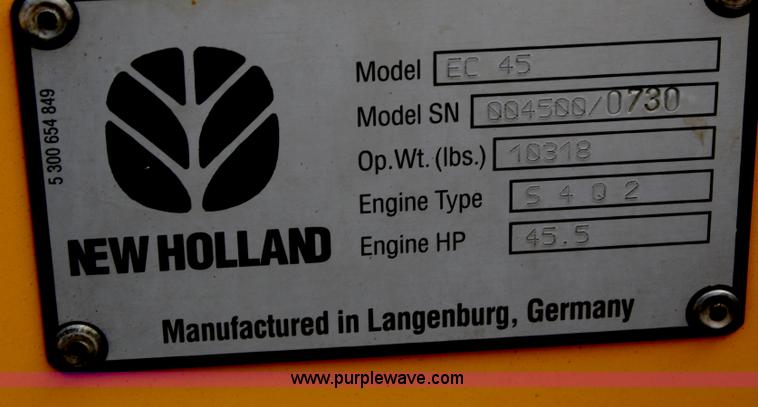 5 300 654 849
NEW HOLLAND
Model EC 45
Model SN 004500/0730
Op.Wt. (lbs.) 10318
Engine Type S 4 Q 2
Engine HP 45.5
Manufactured in Langenburg, Germany
www.purplewave.com